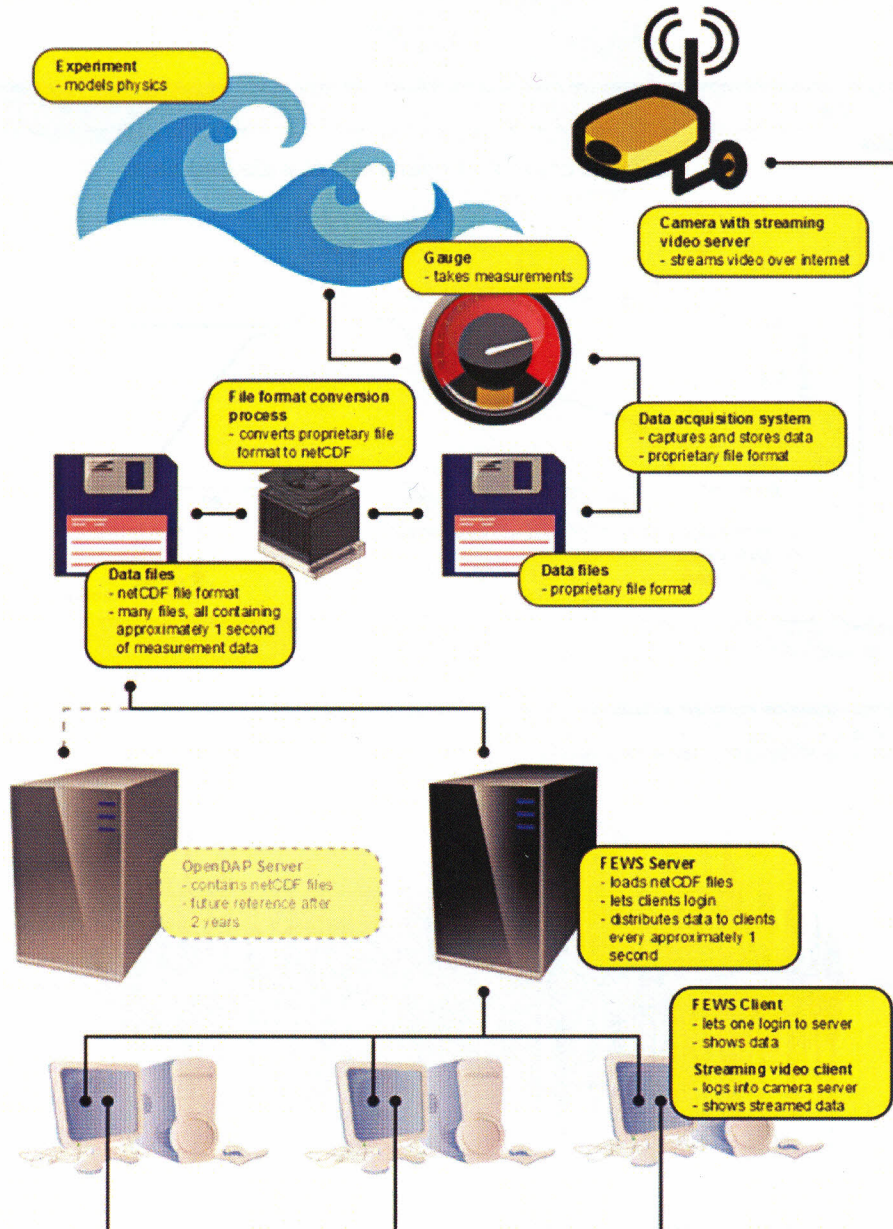 Experiment
- models physics
Camera with streaming
video server
- streams video over internet
Gauge
- takes measurements
File format conversion
process
- converts proprietary file
format to netCDF
Data acquisition system
- captures and stores data
- proprietary file format
Data files
- netCDF file format
- many files, all containing
approximately 1 second
of measurement data
Data files
- proprietary file format
OpenDAP Server
- contains netCDF files
- future reference after
2 years
FEWS Server
- loads netCDF files
- lets clients login
- distributes data to clients
every approximately 1
second
FEWS Client
- lets one login to server
- shows data
Streaming video client
- logs into camera server
- shows streamed data